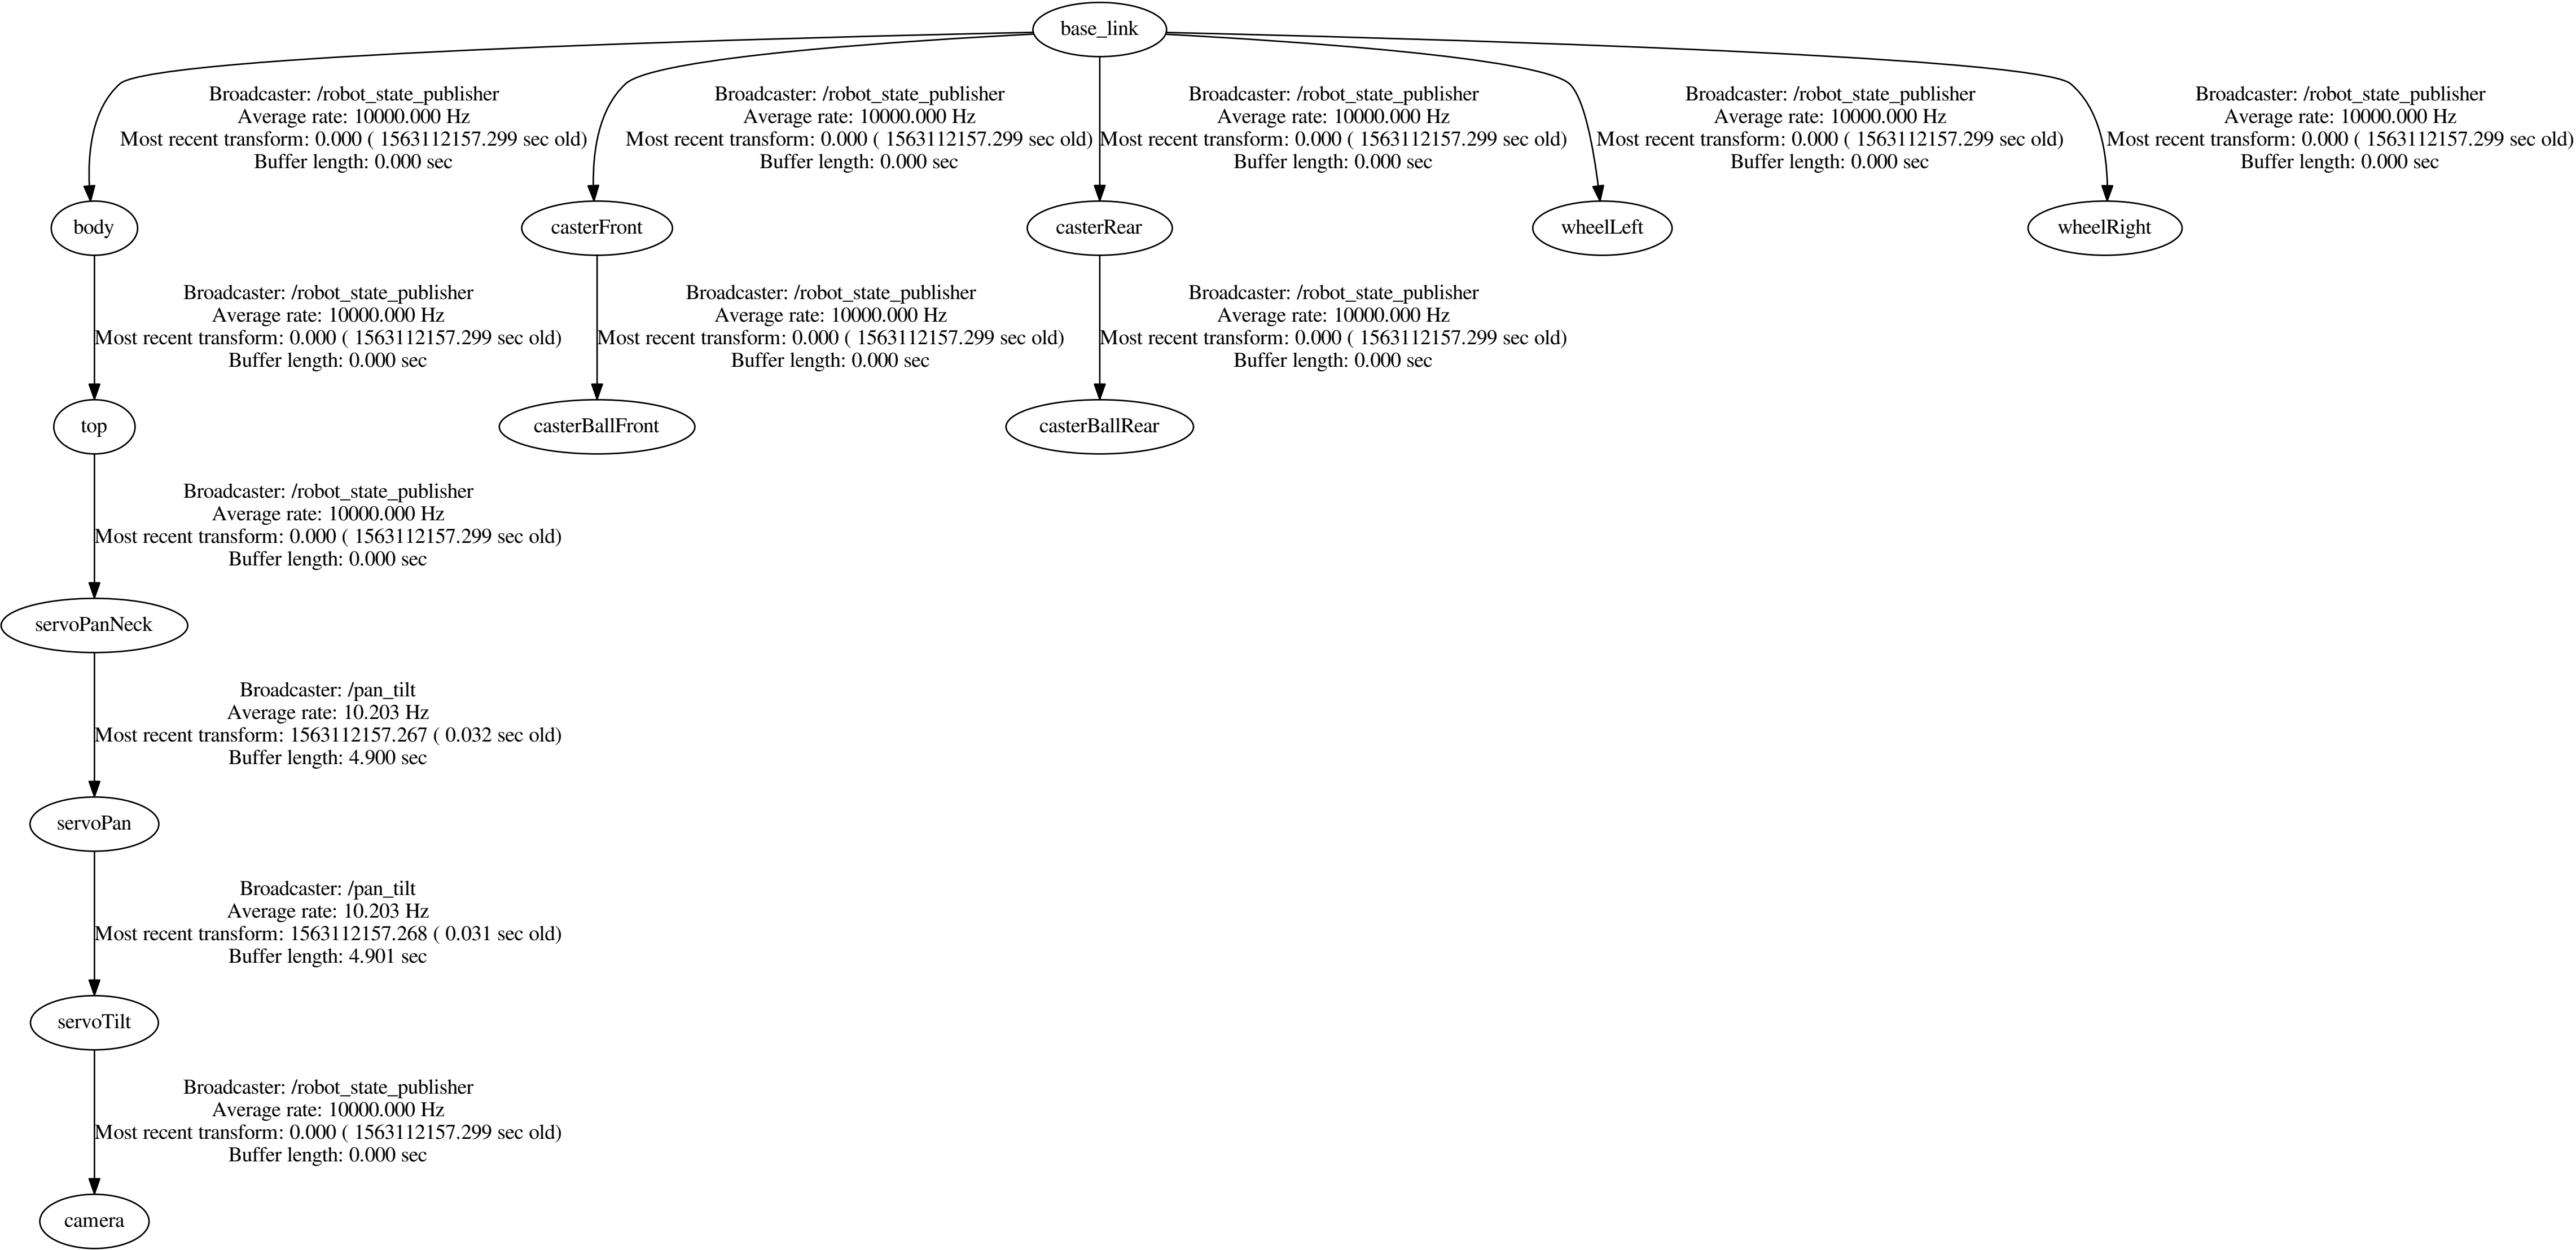 base_link
Broadcaster: /robot_state_publisher
Average rate: 10000.000 Hz
Most recent transform: 0.000 ( 1563112157.299 sec old)
Buffer length: 0.000 sec
Broadcaster: /robot_state_publisher
Average rate: 10000.000 Hz
Most recent transform: 0.000 ( 1563112157.299 sec old)
Buffer length: 0.000 sec
Broadcaster: /robot_state_publisher
Average rate: 10000.000 Hz
Most recent transform: 0.000 ( 1563112157.299 sec old)
Buffer length: 0.000 sec
Broadcaster: /robot_state_publisher
Average rate: 10000.000 Hz
Most recent transform: 0.000 ( 1563112157.299 sec old)
Buffer length: 0.000 sec
Broadcaster: /robot_state_publisher
Average rate: 10000.000 Hz
Most recent transform: 0.000 ( 1563112157.299 sec old)
Buffer length: 0.000 sec
body
casterFront
casterRear
wheelLeft
wheelRight
Broadcaster: /robot_state_publisher
Average rate: 10000.000 Hz
Most recent transform: 0.000 ( 1563112157.299 sec old)
Buffer length: 0.000 sec
Broadcaster: /robot_state_publisher
Average rate: 10000.000 Hz
Most recent transform: 0.000 ( 1563112157.299 sec old)
Buffer length: 0.000 sec
Broadcaster: /robot_state_publisher
Average rate: 10000.000 Hz
Most recent transform: 0.000 ( 1563112157.299 sec old)
Buffer length: 0.000 sec
top
casterBallFront
casterBallRear
Broadcaster: /robot_state_publisher
Average rate: 10000.000 Hz
Most recent transform: 0.000 ( 1563112157.299 sec old)
Buffer length: 0.000 sec
servoPanNeck
Broadcaster: /pan_tilt
Average rate: 10.203 Hz
Most recent transform: 1563112157.267 ( 0.032 sec old)
Buffer length: 4.900 sec
servoPan
Broadcaster: /pan_tilt
Average rate: 10.203 Hz
Most recent transform: 1563112157.268 ( 0.031 sec old)
Buffer length: 4.901 sec
servoTilt
Broadcaster: /robot_state_publisher
Average rate: 10000.000 Hz
Most recent transform: 0.000 ( 1563112157.299 sec old)
Buffer length: 0.000 sec
camera